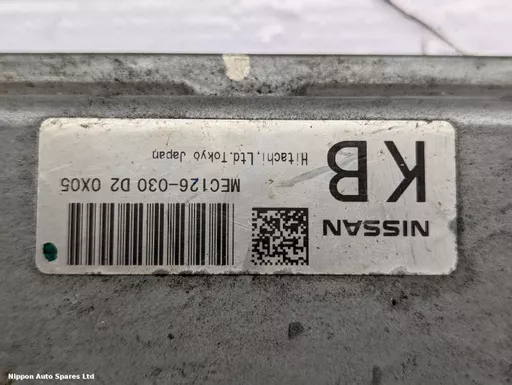 NISSAN
KB
MEC126-030 D2 0X05
Hitachi,Ltd.Tokyo Japan
Nippon Auto Spares Ltd